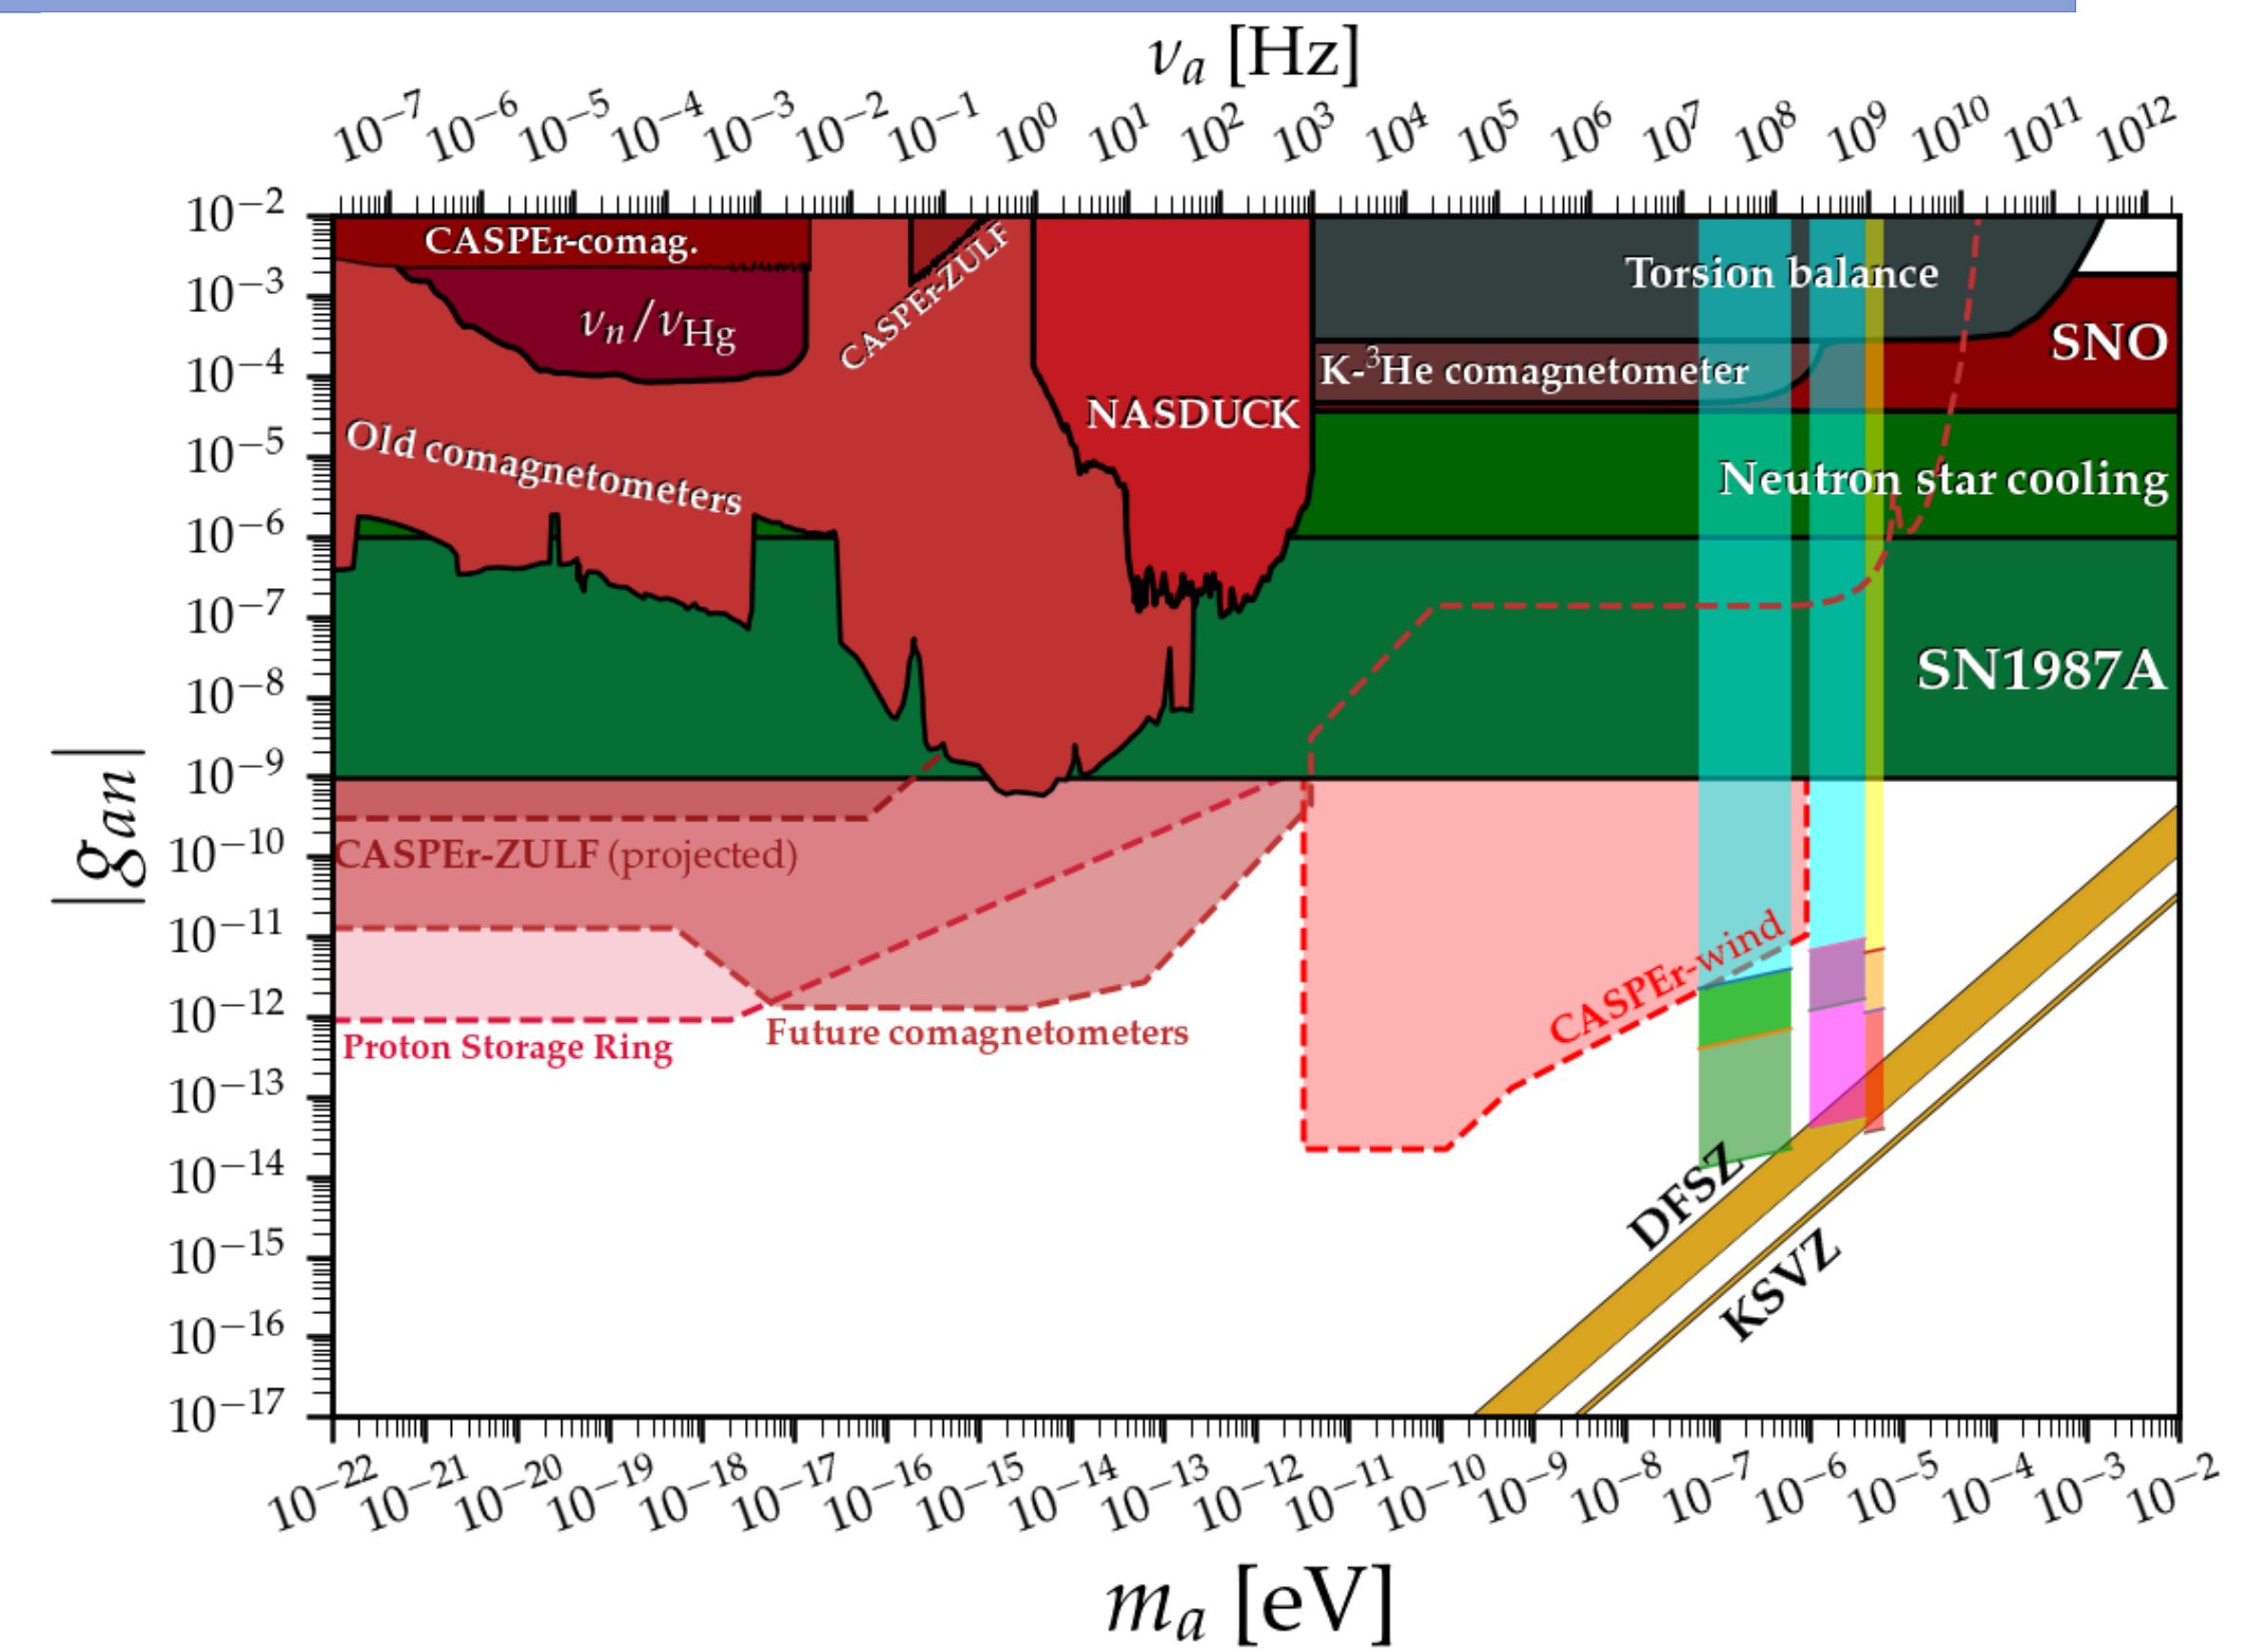 ν_a [Hz]
10^−7 10^−6 10^−5 10^−4 10^−3 10^−2 10^−1 10^0 10^1 10^2 10^3 10^4 10^5 10^6 10^7 10^8 10^9 10^10 10^11 10^12
10^−2
10^−3
10^−4
10^−5
10^−6
10^−7
10^−8
10^−9
10^−10
10^−11
10^−12
10^−13
10^−14
10^−15
10^−16
10^−17
|g_an|
CASPEr-comag.
ν_n/ν_Hg
CASPEr-ZULF
Old comagnetometers
NASDUCK
Torsion balance
K-^3He comagnetometer
SNO
Neutron star cooling
SN1987A
CASPEr-ZULF (projected)
Proton Storage Ring
Future comagnetometers
CASPEr-wind
DFSZ
KSVZ
10^−22 10^−21 10^−20 10^−19 10^−18 10^−17 10^−16 10^−15 10^−14 10^−13 10^−12 10^−11 10^−10 10^−9 10^−8 10^−7 10^−6 10^−5 10^−4 10^−3 10^−2
m_a [eV]